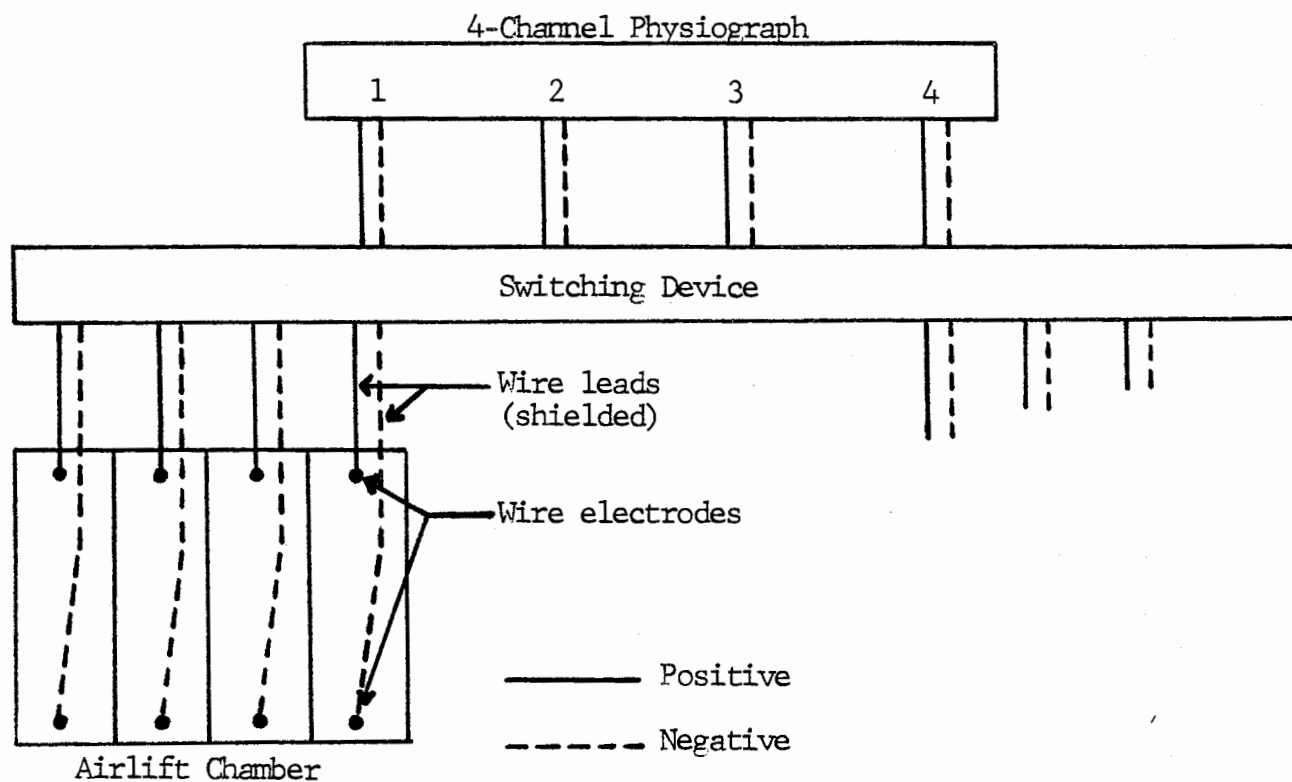 4-Channel Physiograph
1 2 3 4
Switching Device
Wire leads
(shielded)
Wire electrodes
Positive
Negative
Airlift Chamber